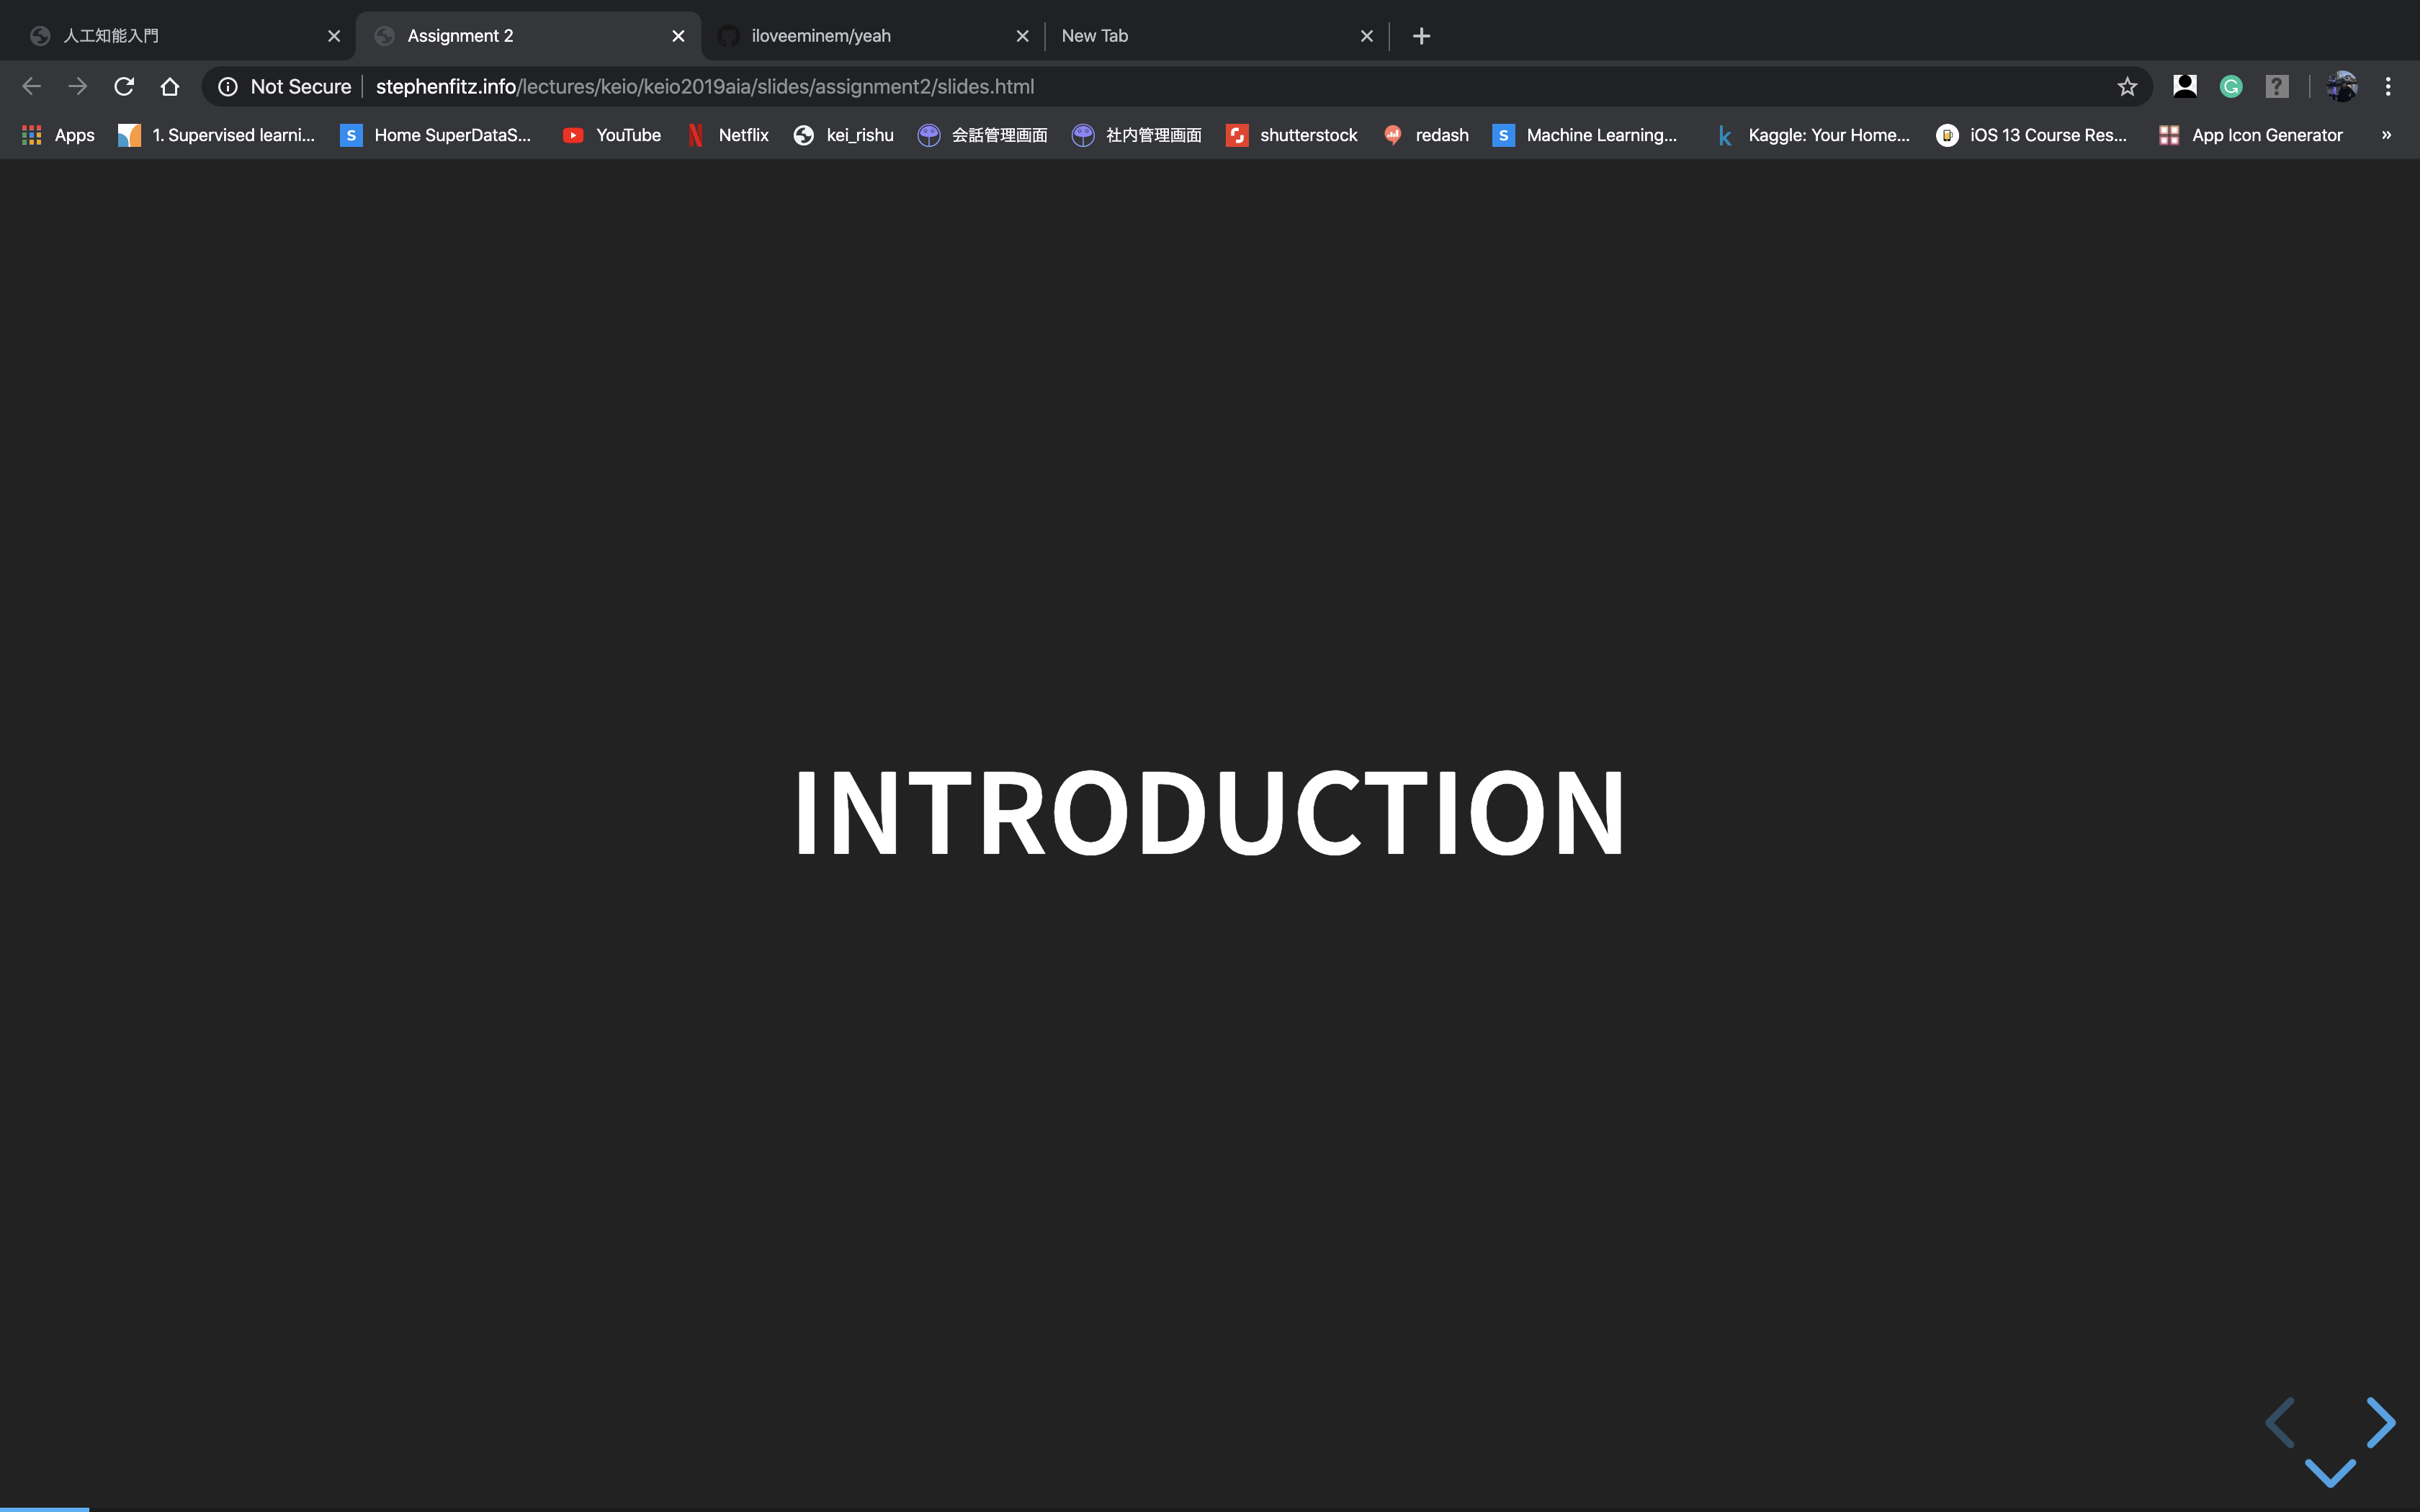 人工知能入門 Assignment 2 iloveeminem/yeah New Tab
Not Secure stephenfitz.info/lectures/keio/keio2019aia/slides/assignment2/slides.html
Apps 1. Supervised learni... S Home SuperDataS... YouTube Netflix kei_rishu 会話管理画面 社内管理画面 shutterstock redash S Machine Learning... k Kaggle: Your Home... iOS 13 Course Res... App Icon Generator »
INTRODUCTION